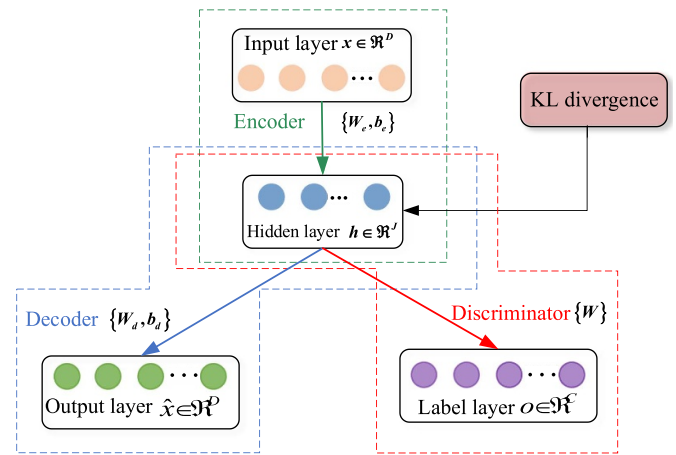 Input layer x ∈ ℜ^D
KL divergence
Encoder {W_e, b_e}
Hidden layer h ∈ ℜ^J
Decoder {W_d, b_d}
Discriminator {W}
Output layer x̂ ∈ ℜ^D
Label layer o ∈ ℜ^C